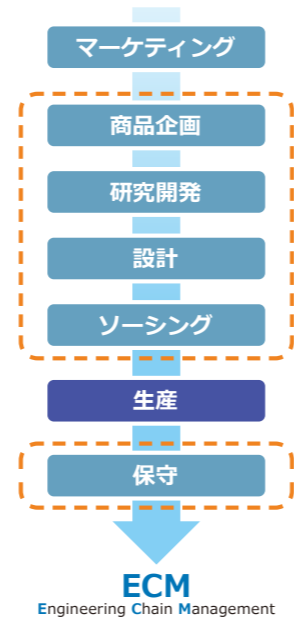 マーケティング
商品企画
研究開発
設計
ソーシング
生産
保守
ECM
Engineering Chain Management